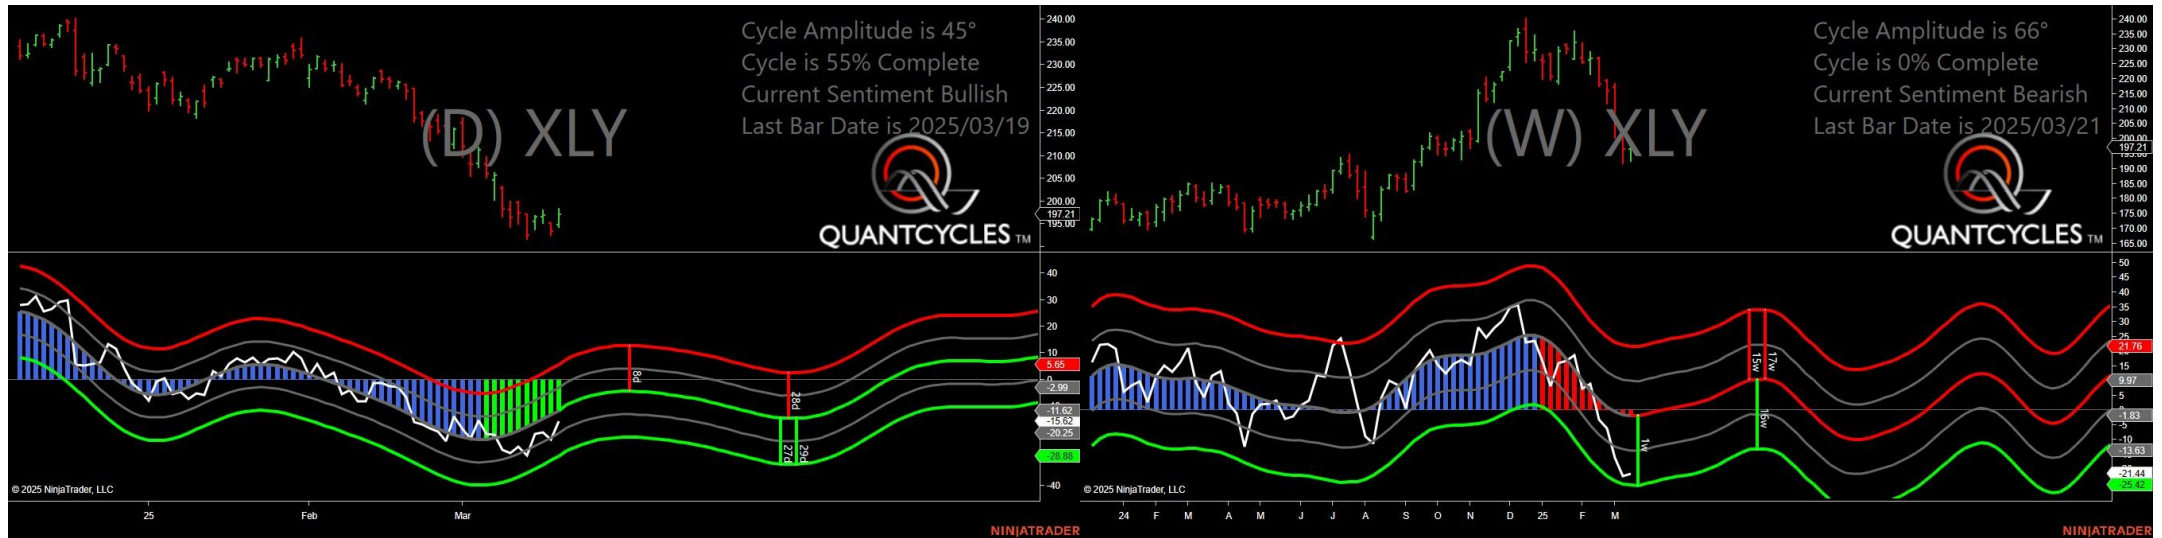 Cycle Amplitude is 45°
Cycle is 55% Complete
Current Sentiment Bullish
Last Bar Date is 2025/03/19
(D) XLY
QUANTCYCLES TM
240.00
235.00
230.00
225.00
220.00
215.00
210.00
205.00
200.00
197.21
195.00
40
30
20
10
5.65
-2.99
-11.62
-15.62
-20.25
-28.88
-40
8d
28d
27d
29d
© 2025 NinjaTrader, LLC
25
Feb
Mar
NINJATRADER
Cycle Amplitude is 66°
Cycle is 0% Complete
Current Sentiment Bearish
Last Bar Date is 2025/03/21
(W) XLY
QUANTCYCLES TM
240.00
235.00
230.00
225.00
220.00
215.00
210.00
205.00
200.00
197.21
190.00
185.00
180.00
175.00
170.00
165.00
50
45
40
35
30
25
21.76
15
9.97
5
-1.83
-5
-10
-13.63
-21.44
-25.42
1w
15w
17w
16w
© 2025 NinjaTrader, LLC
24 F M A M J J A S O N D 25 F M
NINJATRADER